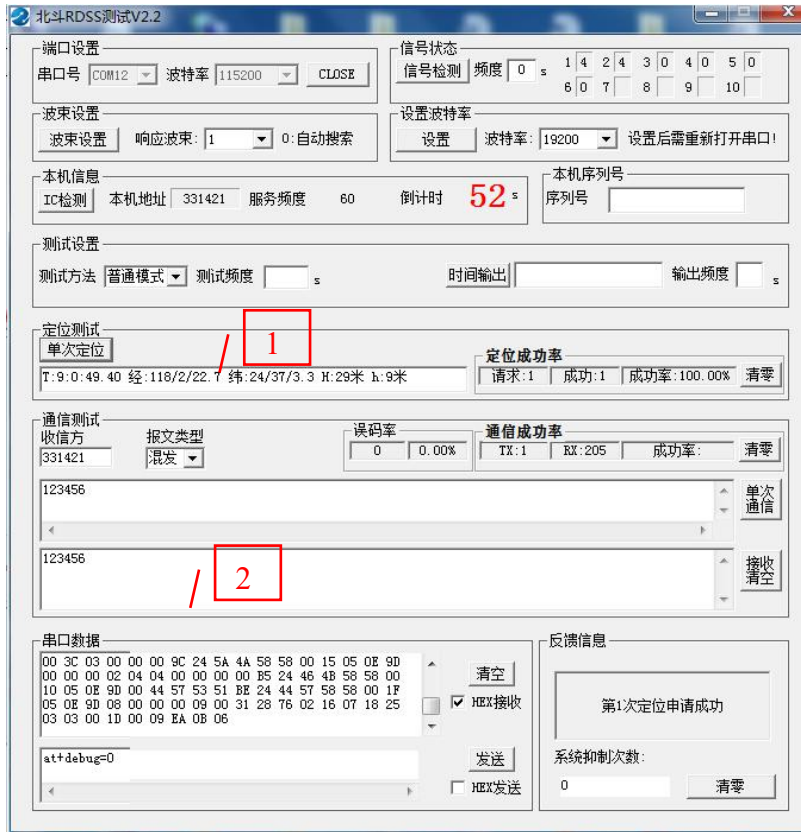 北斗RDSS测试V2.2
端口设置
串口号 COM12 波特率 115200 CLOSE
信号状态
信号检测 频度 0 s 1 4 2 4 3 0 4 0 5 0
6 0 7 8 9 10
波束设置
波束设置 响应波束: 1 0:自动搜索
设置波特率
设置 波特率: 19200 设置后需重新打开串口!
本机信息
IC检测 本机地址 331421 服务频度 60 倒计时 52 s
本机序列号
序列号
测试设置
测试方法 普通模式 测试频度 s 时间输出 输出频度 s
定位测试
单次定位
1
T:9:0:49.40 经:118/2/22.7 纬:24/37/3.3 H:29米 h:9米
定位成功率
请求:1 成功:1 成功率:100.00% 清零
通信测试
收信方 报文类型
331421 混发
误码率
0 0.00%
通信成功率
TX:1 RX:205 成功率: 清零
123456
单次
通信
123456
2
接收
清空
串口数据
00 3C 03 00 00 00 9C 24 5A 4A 58 58 00 15 05 0E 9D
00 00 00 02 04 04 00 00 00 00 B5 24 46 4B 58 58 00
10 05 0E 9D 00 44 57 53 51 BE 24 44 57 58 58 00 1F
05 0E 9D 08 00 00 00 09 00 31 28 76 02 16 07 18 25
03 03 00 1D 00 09 EA 0B 06
清空
HEX接收
at+debug=0
发送
HEX发送
反馈信息
第1次定位申请成功
系统抑制次数:
0 清零